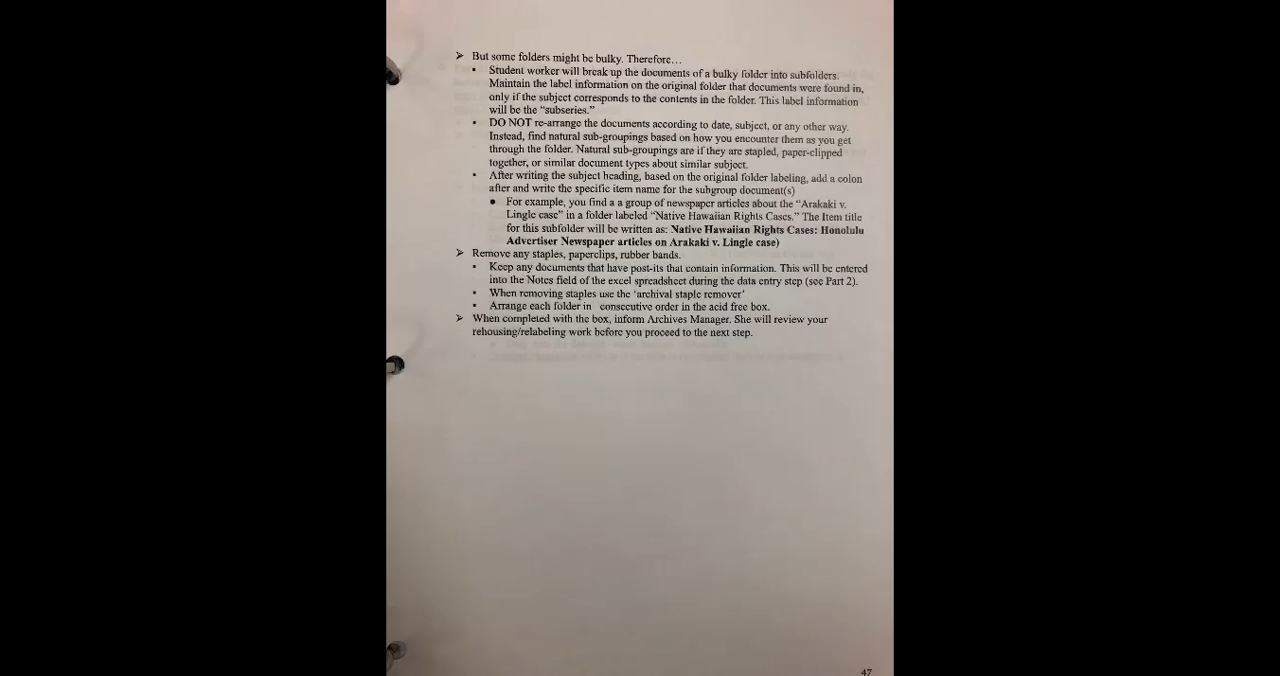 ➢ But some folders might be bulky. Therefore…
▪ Student worker will break up the documents of a bulky folder into subfolders.
Maintain the label information on the original folder that documents were found in,
only if the subject corresponds to the contents in the folder. This label information
will be the “subseries.”
▪ DO NOT re-arrange the documents according to date, subject, or any other way.
Instead, find natural sub-groupings based on how you encounter them as you get
through the folder. Natural sub-groupings are if they are stapled, paper-clipped
together, or similar document types about similar subject.
▪ After writing the subject heading, based on the original folder labeling, add a colon
after and write the specific item name for the subgroup document(s)
● For example, you find a a group of newspaper articles about the “Arakaki v.
Lingle case” in a folder labeled “Native Hawaiian Rights Cases.” The Item title
for this subfolder will be written as: Native Hawaiian Rights Cases: Honolulu
Advertiser Newspaper articles on Arakaki v. Lingle case)
➢ Remove any staples, paperclips, rubber bands.
▪ Keep any documents that have post-its that contain information. This will be entered
into the Notes field of the excel spreadsheet during the data entry step (see Part 2).
▪ When removing staples use the ‘archival staple remover’
▪ Arrange each folder in consecutive order in the acid free box.
➢ When completed with the box, inform Archives Manager. She will review your
rehousing/relabeling work before you proceed to the next step.
47